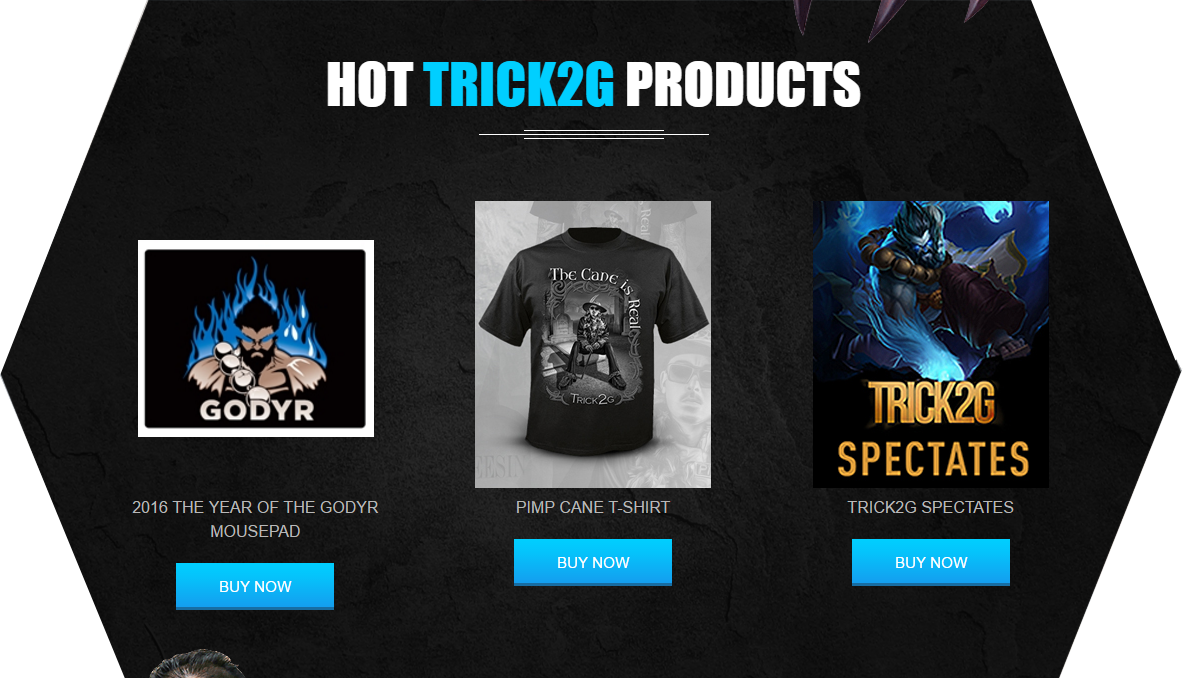 HOT TRICK2G PRODUCTS
GODYR
The Cane is Real
TRICK2G
TRICK2G
SPECTATES
2016 THE YEAR OF THE GODYR
MOUSEPAD
BUY NOW
PIMP CANE T-SHIRT
BUY NOW
TRICK2G SPECTATES
BUY NOW